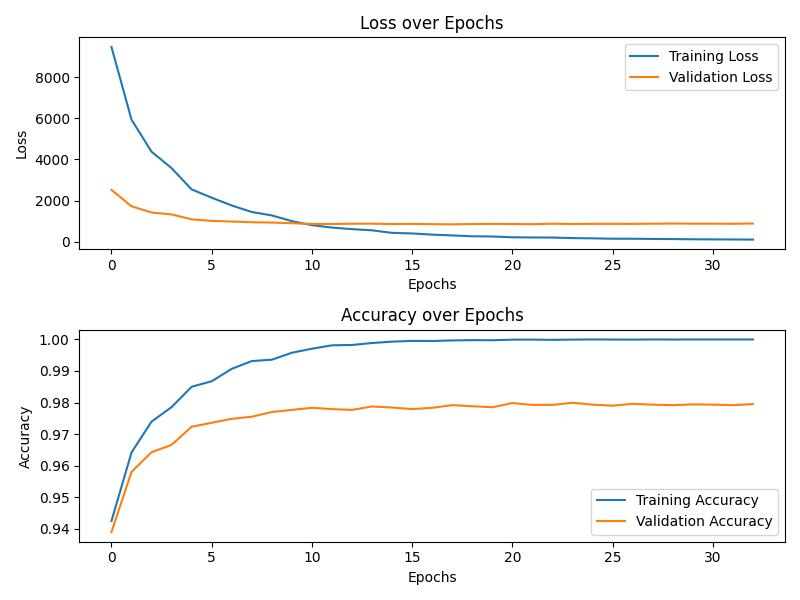 Loss over Epochs
Training Loss
Validation Loss
8000
6000
4000
2000
0
Loss
0 5 10 15 20 25 30
Epochs
Accuracy over Epochs
1.00
0.99
0.98
0.97
0.96
0.95
0.94
Accuracy
Training Accuracy
Validation Accuracy
0 5 10 15 20 25 30
Epochs